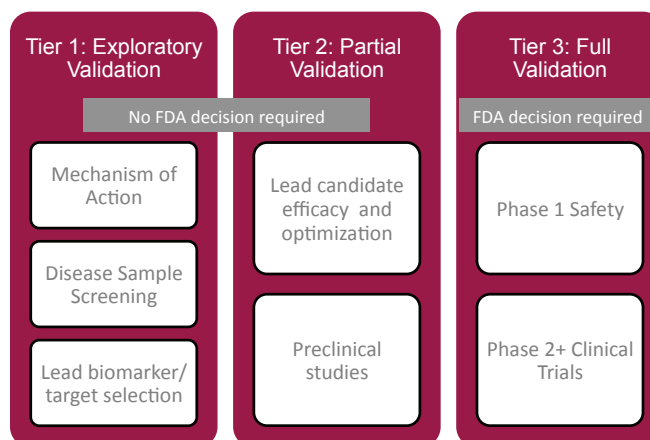 Tier 1: Exploratory
Validation
Tier 2: Partial
Validation
Tier 3: Full
Validation
No FDA decision required
FDA decision required
Mechanism of
Action
Disease Sample
Screening
Lead biomarker/
target selection
Lead candidate
efficacy and
optimization
Preclinical
studies
Phase 1 Safety
Phase 2+ Clinical
Trials